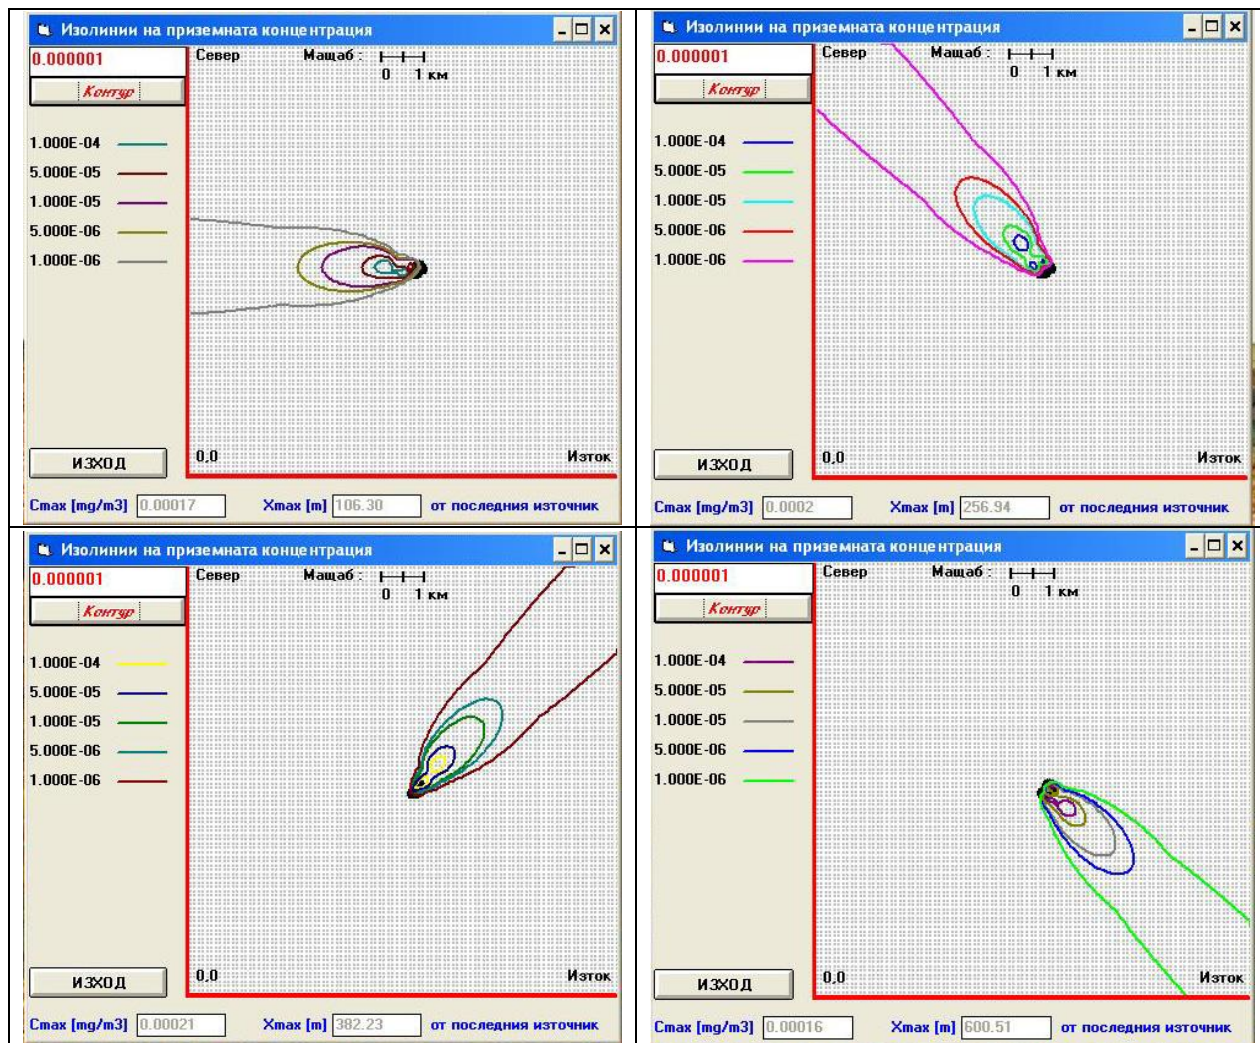 Изолинии на приземната концентрация
0.000001
Север
Мащаб :
0 1 км
Контур
1.000E-04
5.000E-05
1.000E-05
5.000E-06
1.000E-06
ИЗХОД
0,0
Изток
Cmax [mg/m3] 0.00017 Xmax [m] 106.30 от последния източник
Изолинии на приземната концентрация
0.000001
Север
Мащаб :
0 1 км
Контур
1.000E-04
5.000E-05
1.000E-05
5.000E-06
1.000E-06
ИЗХОД
0,0
Изток
Cmax [mg/m3] 0.0002 Xmax [m] 256.94 от последния източник
Изолинии на приземната концентрация
0.000001
Север
Мащаб :
0 1 км
Контур
1.000E-04
5.000E-05
1.000E-05
5.000E-06
1.000E-06
ИЗХОД
0,0
Изток
Cmax [mg/m3] 0.00021 Xmax [m] 382.23 от последния източник
Изолинии на приземната концентрация
0.000001
Север
Мащаб :
0 1 км
Контур
1.000E-04
5.000E-05
1.000E-05
5.000E-06
1.000E-06
ИЗХОД
0,0
Изток
Cmax [mg/m3] 0.00016 Xmax [m] 600.51 от последния източник